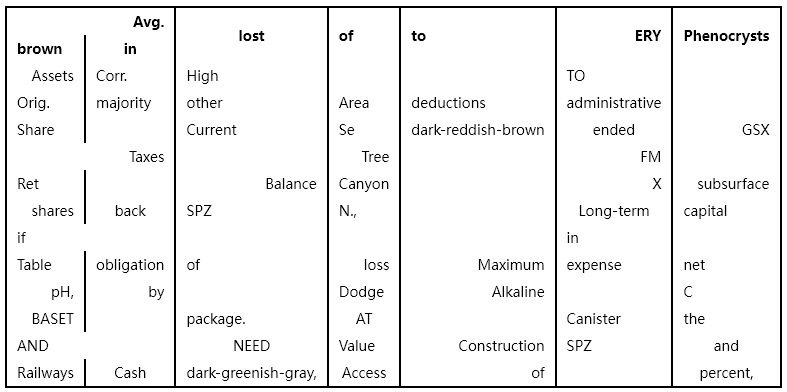 Avg.
brown in lost of to ERY Phenocrysts
Assets Corr. High TO
Orig. majority other Area deductions administrative
Share Current Se dark-reddish-brown ended GSX
Taxes Tree FM
Ret Balance Canyon X subsurface
shares back SPZ N., Long-term capital
if in
Table obligation of loss Maximum expense net
pH, by Dodge Alkaline C
BASET package. AT Canister the
AND NEED Value Construction SPZ and
Railways Cash dark-greenish-gray, Access of percent,